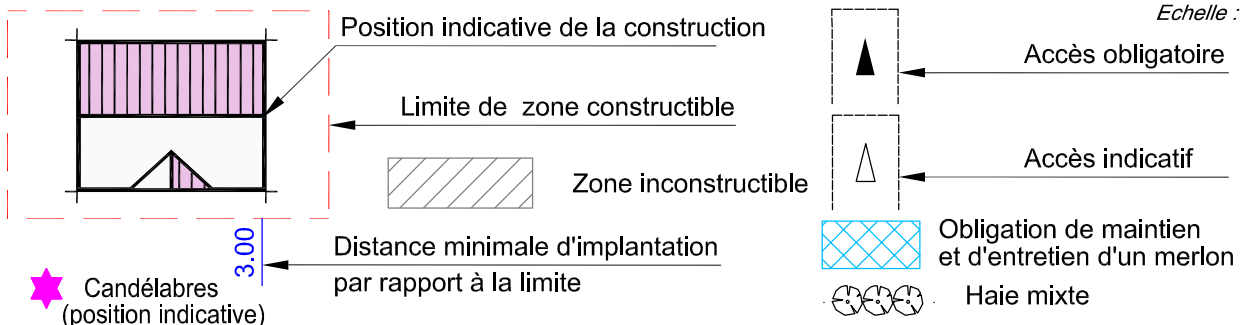 Position indicative de la construction
Limite de zone constructible
Zone inconstructible
3.00
Distance minimale d'implantation
par rapport à la limite
Candélabres
(position indicative)
Echelle :
Accès obligatoire
Accès indicatif
Obligation de maintien
et d'entretien d'un merlon
Haie mixte